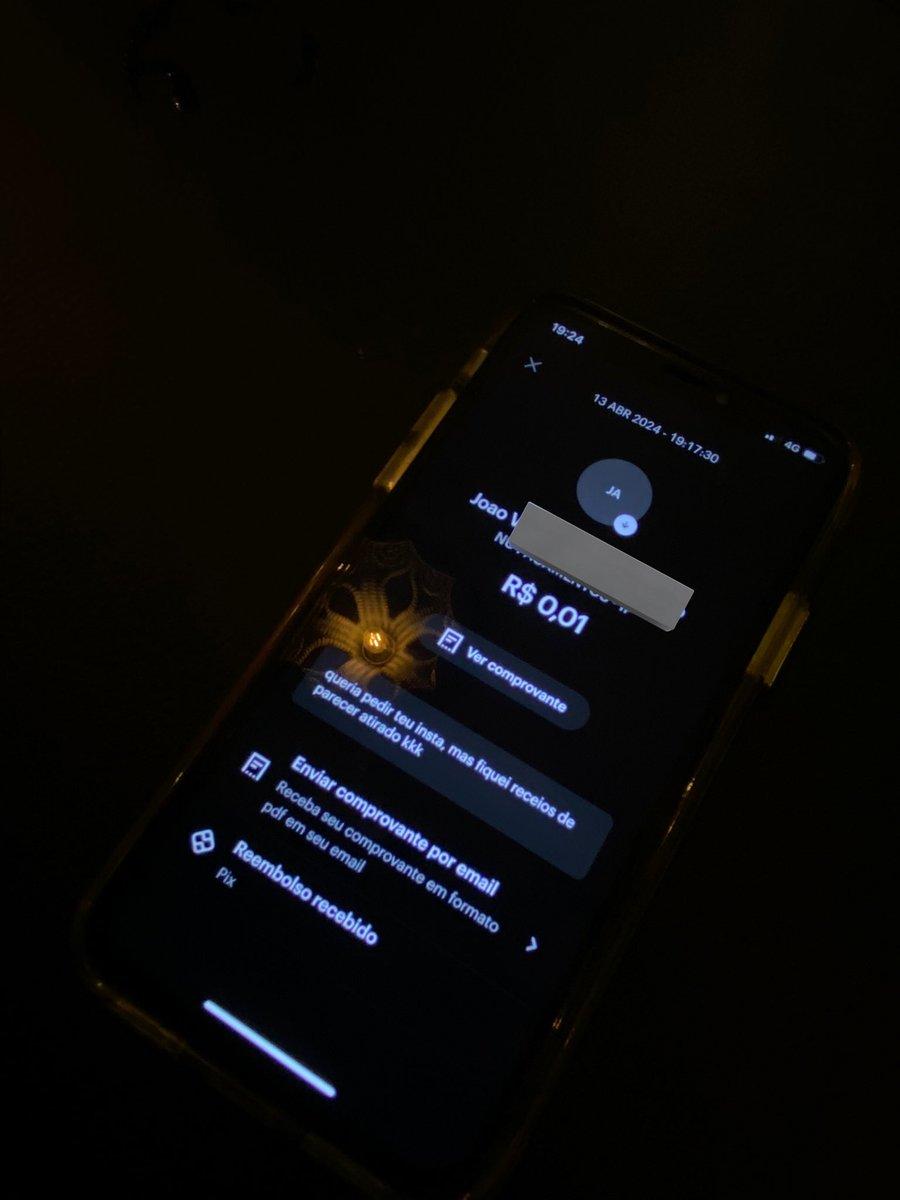 19:24
4G
13 ABR 2024 - 19:17:30
JA
Joao
R$ 0,01
Ver comprovante
queria pedir teu insta, mas fiquei receios de
parecer atirado kkk
Enviar comprovante por email
Receba seu comprovante em formato
pdf em seu email
Reembolso recebido
Pix